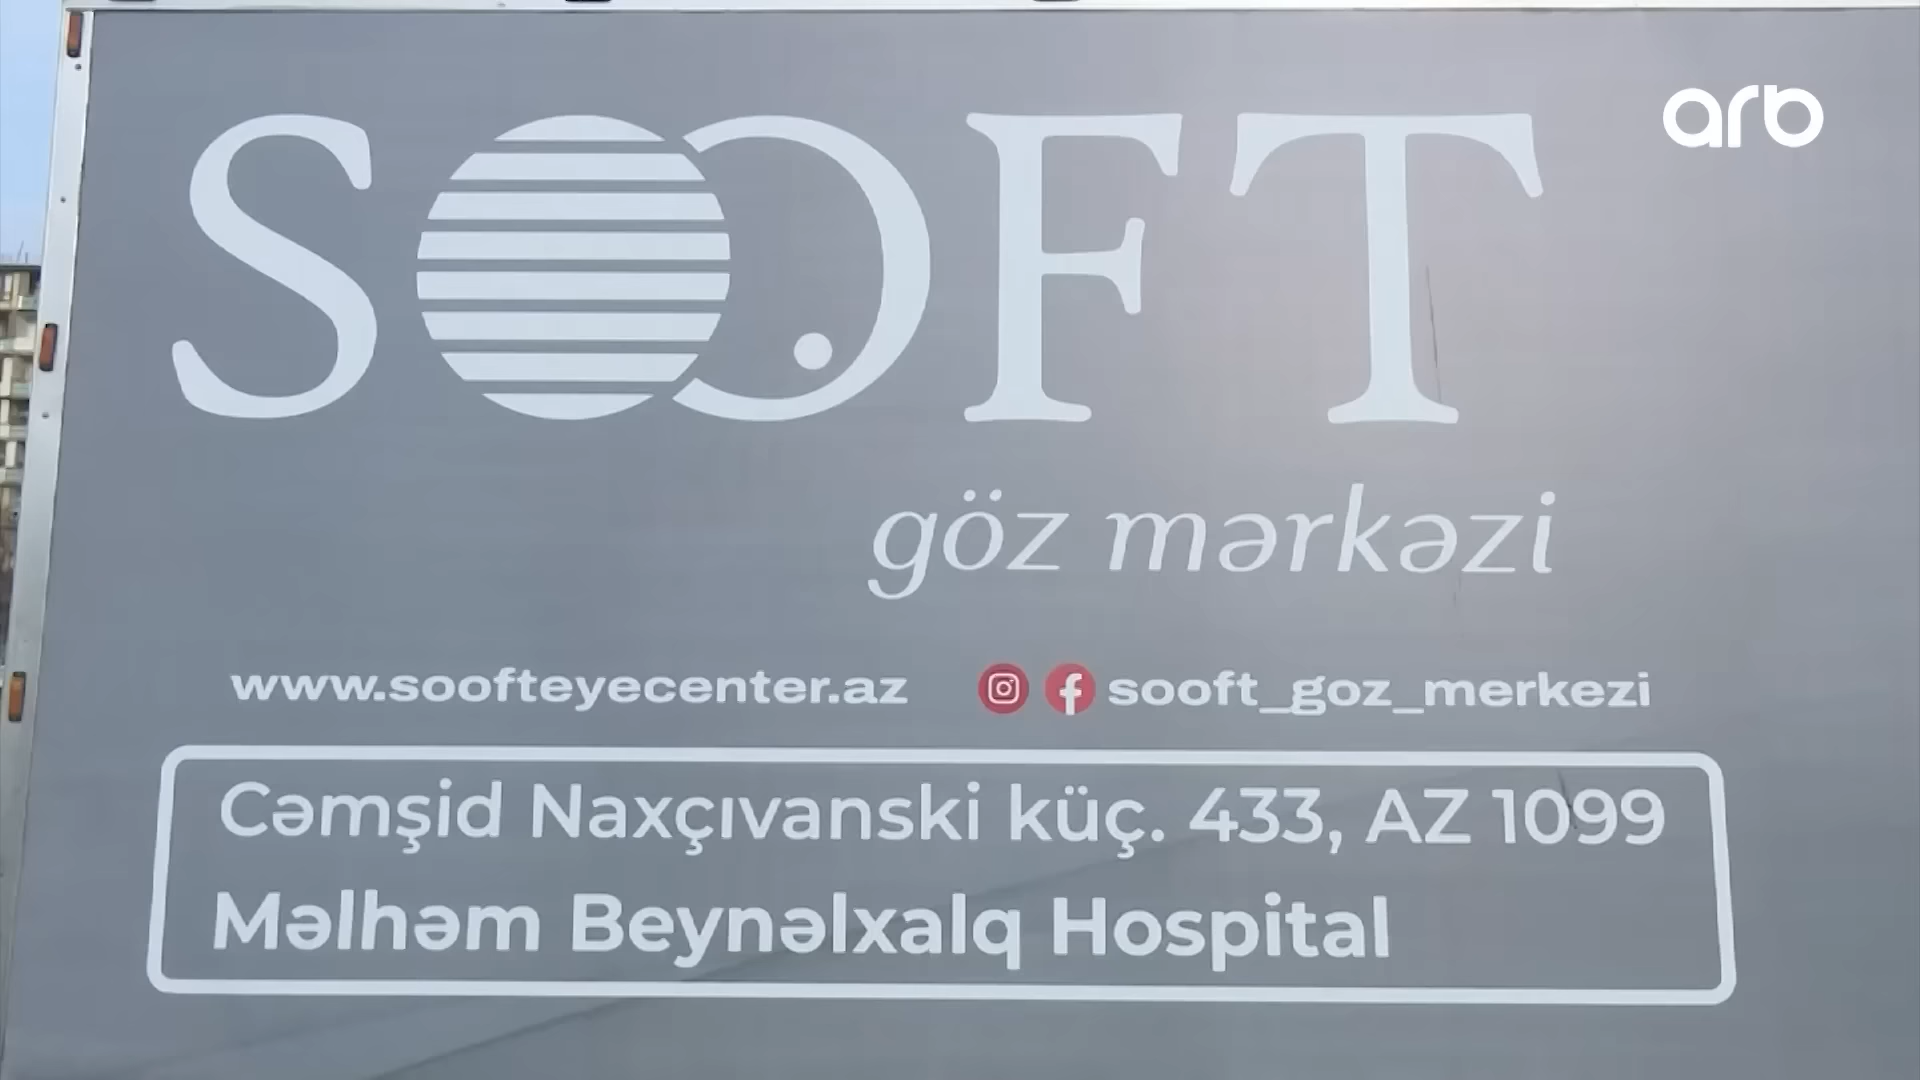 arb
SOOFT
göz mərkəzi
www.soofteyecenter.az sooft_goz_merkezi
Cəmşid Naxçıvanski küç. 433, AZ 1099
Məlhəm Beynəlxalq Hospital